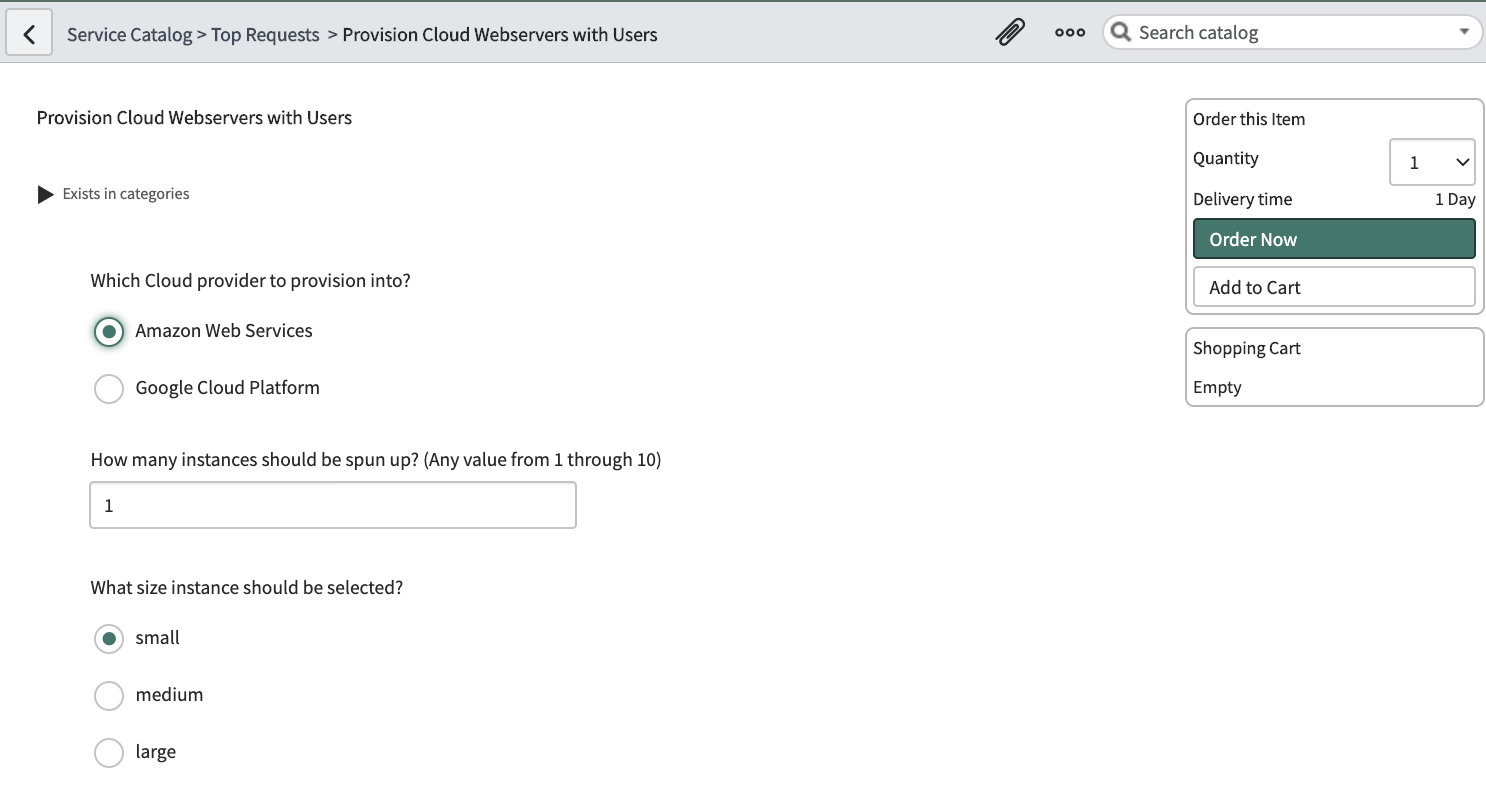 Service Catalog > Top Requests > Provision Cloud Webservers with Users
Search catalog
Provision Cloud Webservers with Users
Exists in categories
Which Cloud provider to provision into?
Amazon Web Services
Google Cloud Platform
How many instances should be spun up? (Any value from 1 through 10)
1
What size instance should be selected?
small
medium
large
Order this Item
Quantity 1
Delivery time 1 Day
Order Now
Add to Cart
Shopping Cart
Empty